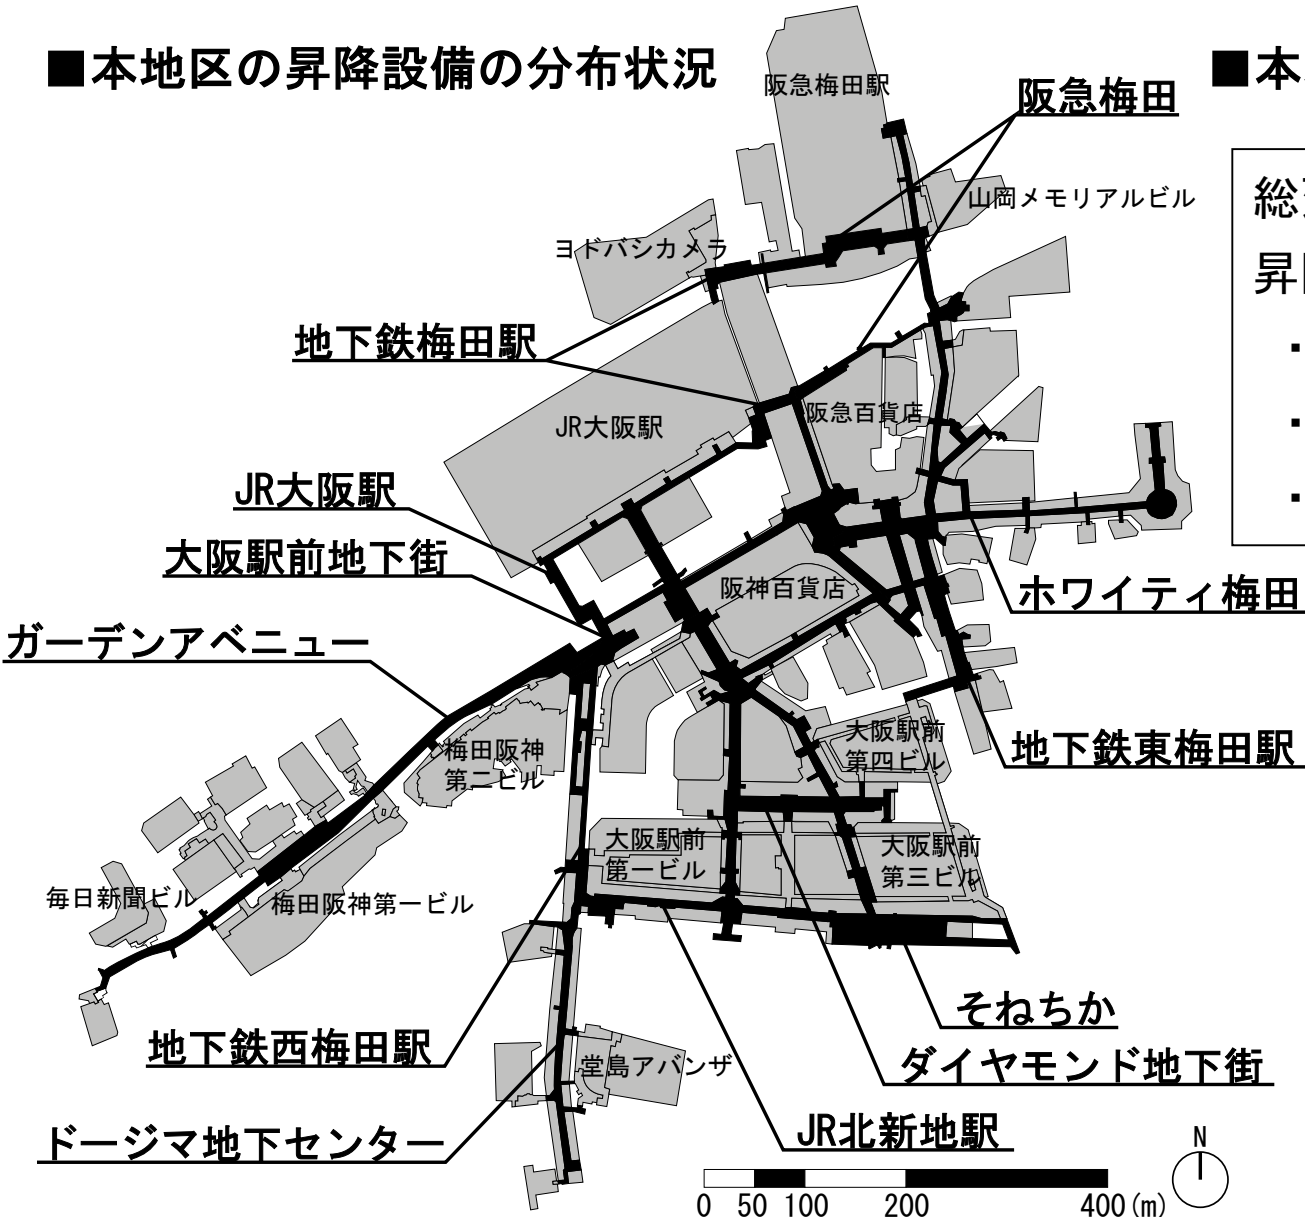 ■本地区の昇降設備の分布状況
■本
阪急梅田駅
阪急梅田
総
山岡メモリアルビル
ヨドバシカメラ
昇
地下鉄梅田駅
・
阪急百貨店
JR大阪駅
・
JR大阪駅
・
大阪駅前地下街
阪神百貨店
ホワイティ梅田
ガーデンアベニュー
大阪駅前
第四ビル
地下鉄東梅田駅
梅田阪神
第二ビル
大阪駅前
第一ビル
大阪駅前
第三ビル
毎日新聞ビル
梅田阪神第一ビル
そねちか
地下鉄西梅田駅
堂島アバンザ
ダイヤモンド地下街
ドージマ地下センター
JR北新地駅
N
0 50 100 200 400(m)